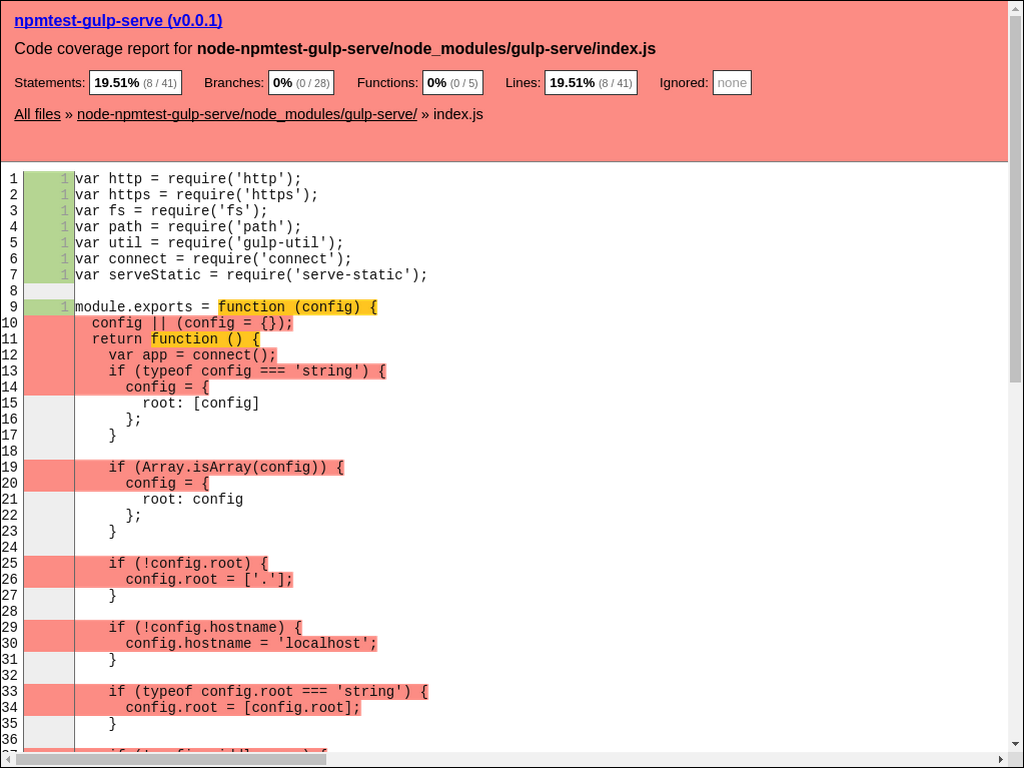 npmtest-gulp-serve (v0.0.1)
Code coverage report for node-npmtest-gulp-serve/node_modules/gulp-serve/index.js
Statements: 19.51% (8 / 41) Branches: 0% (0 / 28) Functions: 0% (0 / 5) Lines: 19.51% (8 / 41) Ignored: none
All files » node-npmtest-gulp-serve/node_modules/gulp-serve/ » index.js
1 1 var http = require('http');
2 1 var https = require('https');
3 1 var fs = require('fs');
4 1 var path = require('path');
5 1 var util = require('gulp-util');
6 1 var connect = require('connect');
7 1 var serveStatic = require('serve-static');
8
9 1 module.exports = function (config) {
10   config || (config = {});
11   return function () {
12     var app = connect();
13     if (typeof config === 'string') {
14       config = {
15         root: [config]
16       };
17     }
18
19     if (Array.isArray(config)) {
20       config = {
21         root: config
22       };
23     }
24
25     if (!config.root) {
26       config.root = ['.'];
27     }
28
29     if (!config.hostname) {
30       config.hostname = 'localhost';
31     }
32
33     if (typeof config.root === 'string') {
34       config.root = [config.root];
35     }
36